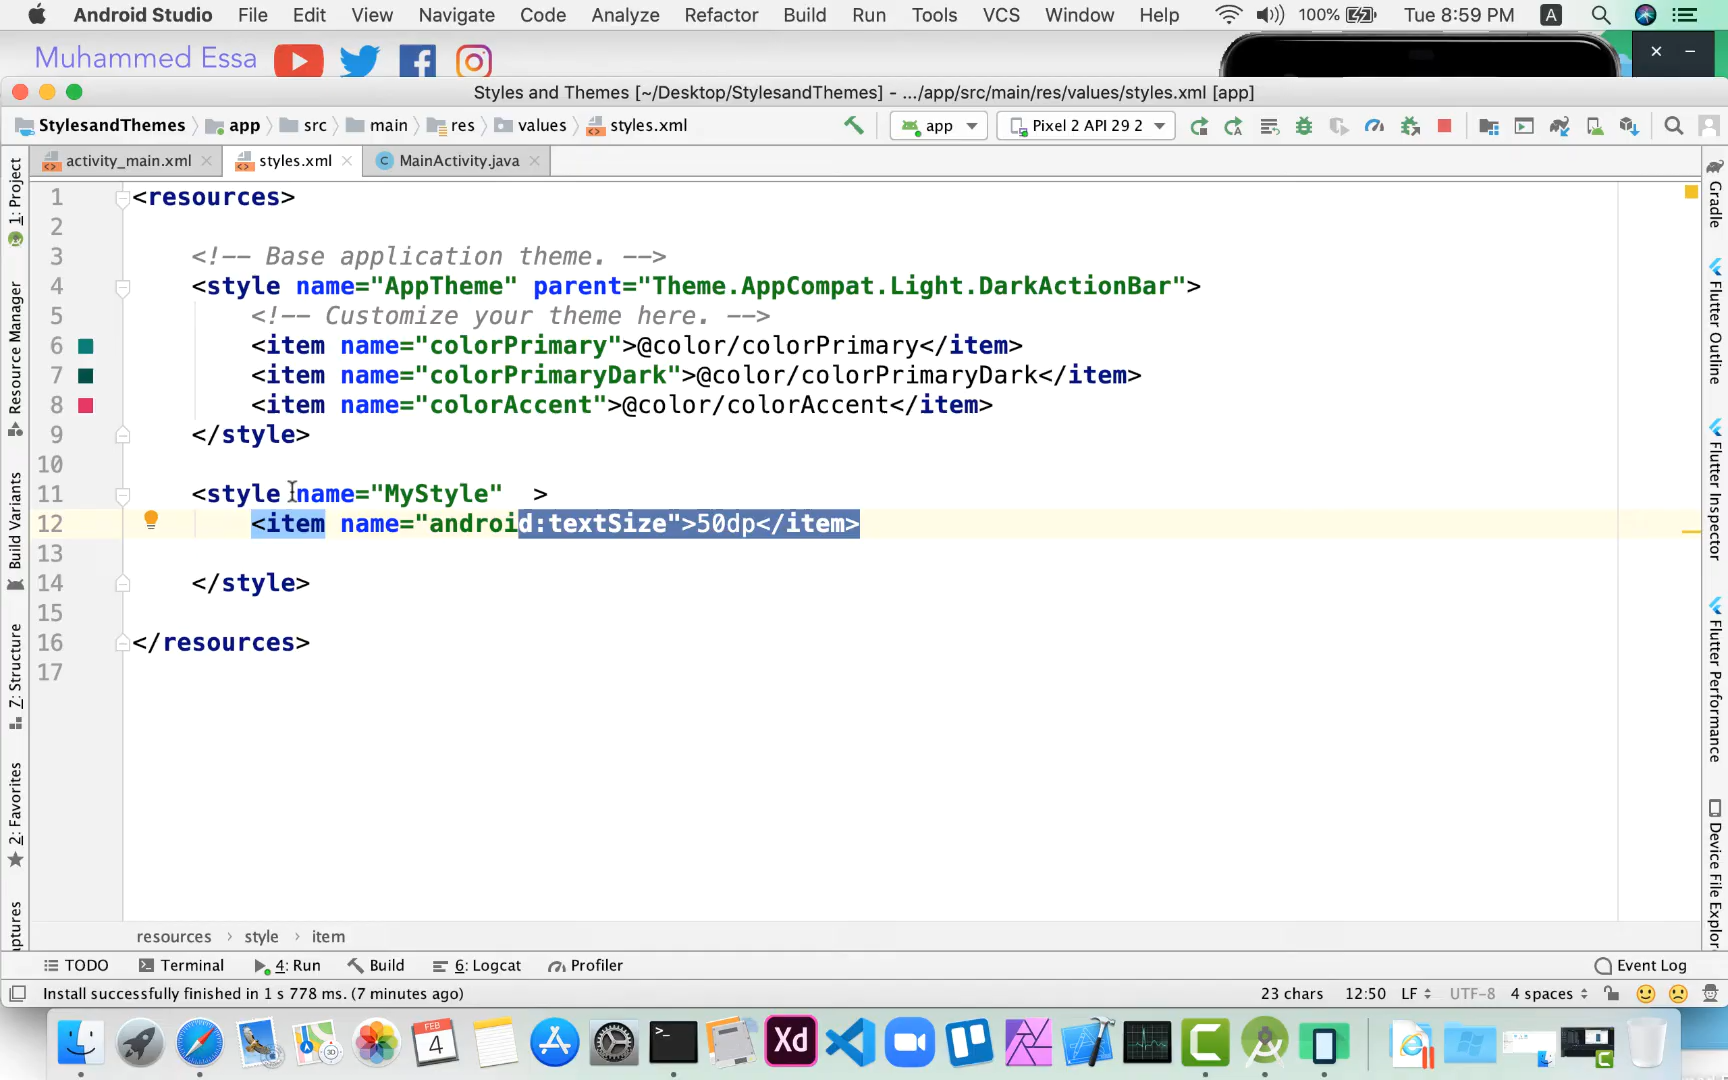 Android Studio File Edit View Navigate Code Analyze Refactor Build Run Tools VCS Window Help 100% Tue 8:59 PM A
Muhammed Essa
Styles and Themes [~/Desktop/StylesandThemes] - .../app/src/main/res/values/styles.xml [app]
StylesandThemes app src main res values styles.xml app Pixel 2 API 29 2
activity_main.xml styles.xml C MainActivity.java
1 <resources>
2
3 <!-- Base application theme. -->
4 <style name="AppTheme" parent="Theme.AppCompat.Light.DarkActionBar">
5 <!-- Customize your theme here. -->
6 <item name="colorPrimary">@color/colorPrimary</item>
7 <item name="colorPrimaryDark">@color/colorPrimaryDark</item>
8 <item name="colorAccent">@color/colorAccent</item>
9 </style>
10
11 <style name="MyStyle" >
12 <item name="android:textSize">50dp</item>
13
14 </style>
15
16 </resources>
17
1: Project
Resource Manager
Build Variants
7: Structure
2: Favorites
aptures
Gradle
Flutter Outline
Flutter Inspector
Flutter Performance
Device File Explor
resources › style › item
TODO Terminal 4: Run Build 6: Logcat Profiler Event Log
Install successfully finished in 1 s 778 ms. (7 minutes ago) 23 chars 12:50 LF UTF-8 4 spaces
FEB
4
3D
>_
Xd
C